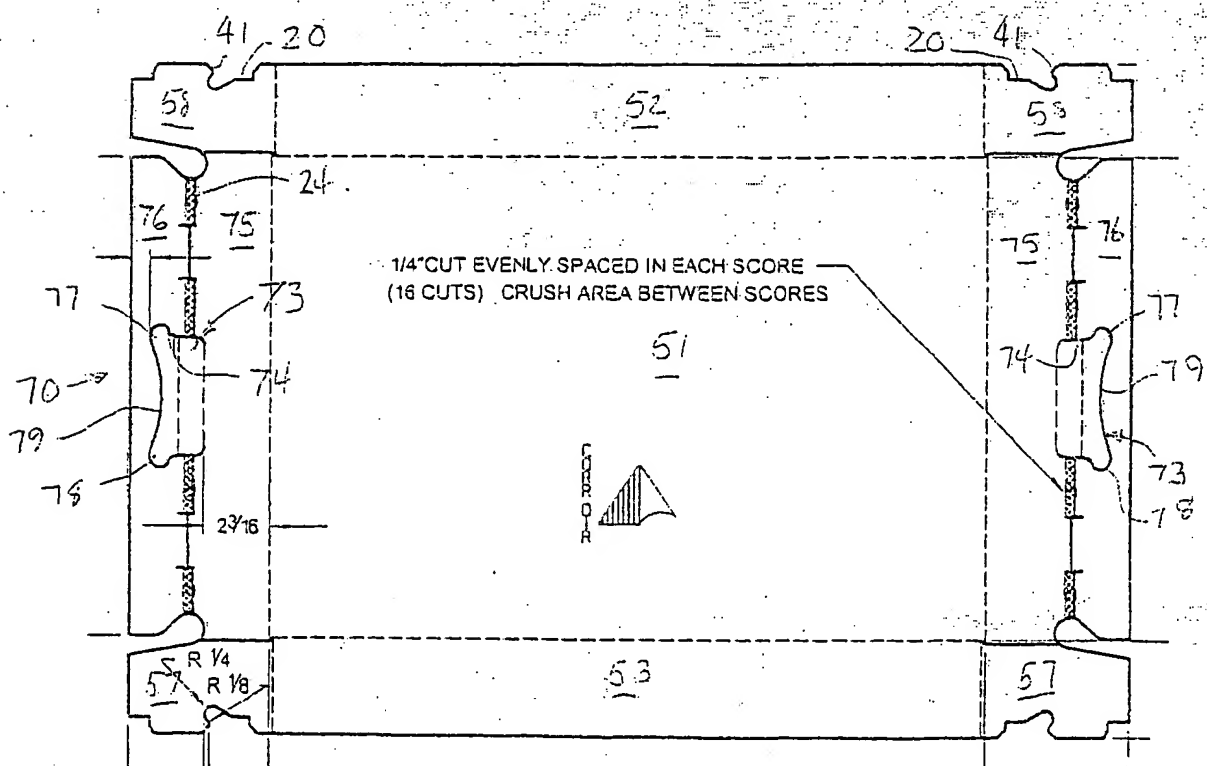 41 20 20 41
58 52 58
24
76 75 75 76
1/4"CUT EVENLY SPACED IN EACH SCORE
(16 CUTS) CRUSH AREA BETWEEN SCORES
77 73 77
51
70 74 74 79
79
78 73
78
CORR DIR
2 3/16
R 1/4
57 R 1/8 53 57